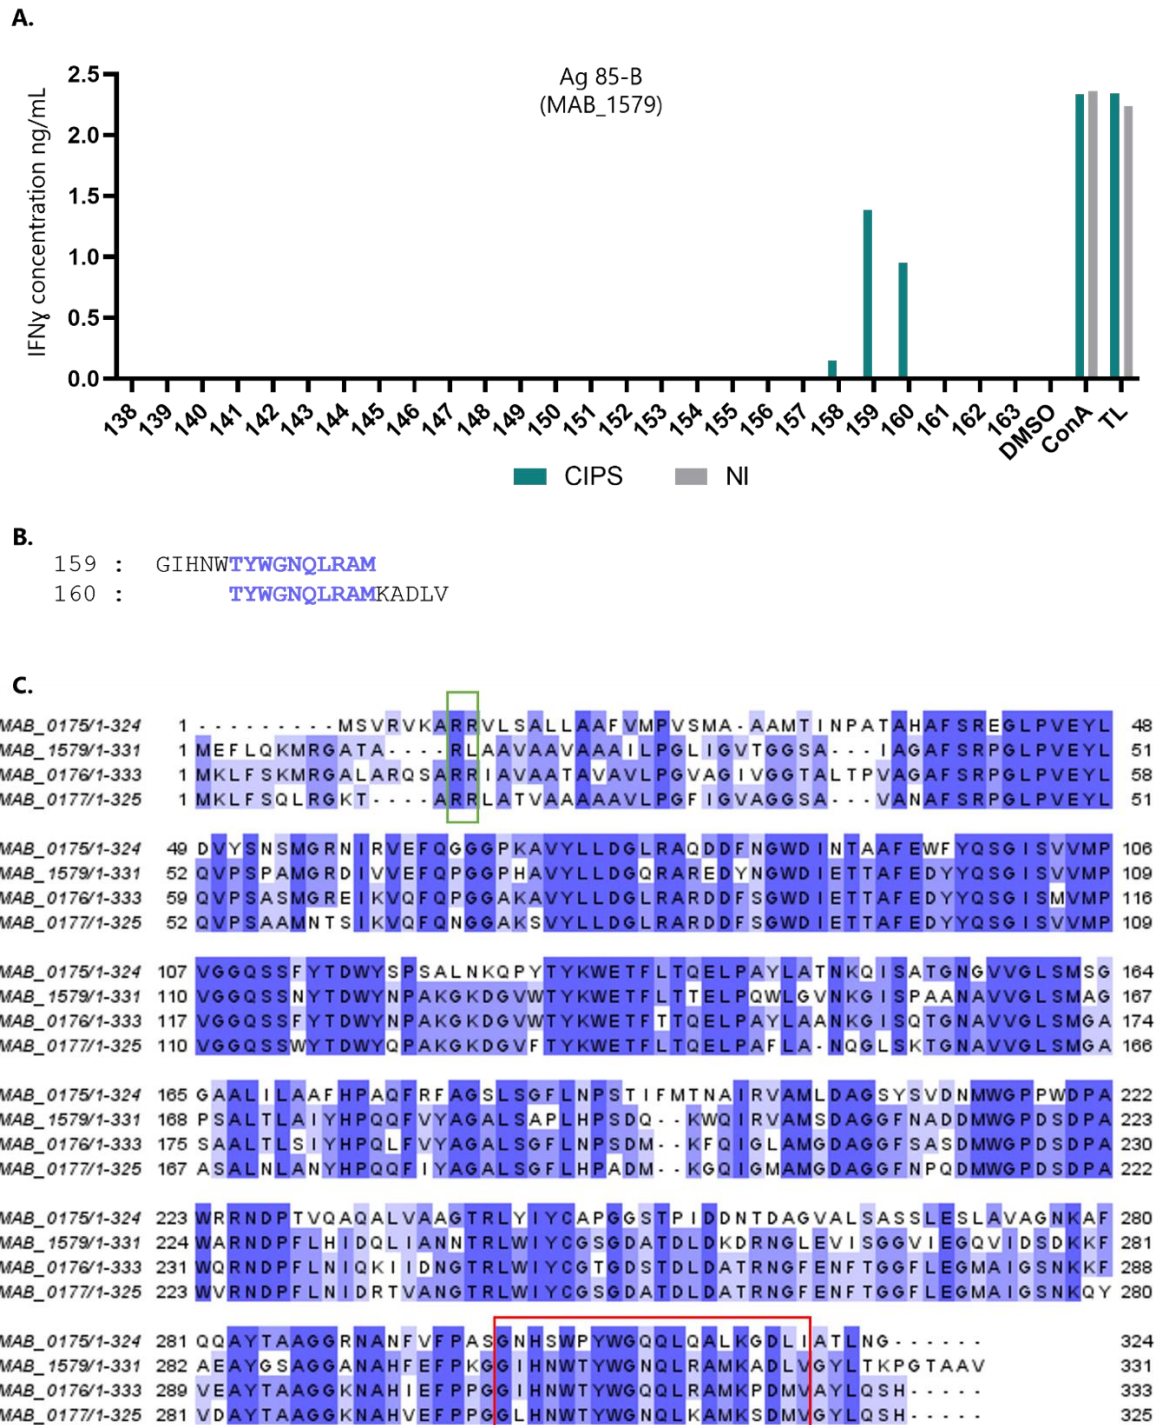 A.
Ag 85-B
(MAB_1579)
IFNɣ concentration ng/mL
2.5
2.0
1.5
1.0
0.5
0.0
138 139 140 141 142 143 144 145 146 147 148 149 150 151 152 153 154 155 156 157 158 159 160 161 162 163 DMSO ConA TL
CIPS NI
B.
159 : GIHNWTYWGNQLRAM
160 : TYWGNQLRAMKADLV
C.
MAB_0175/1-324 1 - - - - - - - - - MSVRVKARRVLSALLAAFVMPVSMA-AAMTINPATAHAFSREGLPVEYL 48
MAB_1579/1-331 1 MEFLQKMRGATA----RLAAVAAVAAAILPGLIGVTGGSA---IAGAFSRPGLPVEYL 51
MAB_0176/1-333 1 MKLFSKMRGALARQSARRIAVAATAVAVLPGVAGIVGGTALTPVAGAFSRPGLPVEYL 58
MAB_0177/1-325 1 MKLFSQLRGKT----ARRLATVAAAAAVLPGFIGVAGGSA---VANAFSRPGLPVEYL 51
MAB_0175/1-324 49 DVYSNSMGRNIRVEFQGGGPKAVYLLDGLRAQDDFNGWDINTAAFEWFYQSGISVVMP 106
MAB_1579/1-331 52 QVPSPAMGRDIVVEFQPGGPHAVYLLDGQRAREDYNGWDIETTAFEDYYQSGISVVMP 109
MAB_0176/1-333 59 QVPSASMGREIKVQFQPGGAKAVYLLDGLRARDDFSGWDIETTAFEDYYQSGISMVMP 116
MAB_0177/1-325 52 QVPSAAMNTSIKVQFQNGGAKSVYLLDGLRARDDFSGWDIETTAFEDYYQSGISVVMP 109
MAB_0175/1-324 107 VGGQSSFYTDWYSPSALNKQPYTYKWETFLTQELPAYLATNKQISATGNGVVGLSMSG 164
MAB_1579/1-331 110 VGGQSSNYTDWYNPAKGKDGVWTYKWETFLTTELPQWLGVNKGISPAANAVVGLSMAG 167
MAB_0176/1-333 117 VGGQSSFYTDWYNPAKGKDGVWTYKWETFTTQELPAYLAANKGISQTGNAVVGLSMGA 174
MAB_0177/1-325 110 VGGQSSWYTDWYQPAKGKDGVFTYKWETFLTQELPAFLA-NQGLSKTGNAVVGLSMGA 166
MAB_0175/1-324 165 GAALILAAFHPAQFRFAGSLSGFLNPSTIFMTNAIRVAMLDAGSYSVDNMWGPPWDPA 222
MAB_1579/1-331 168 PSALTLAIYHPQQFVYAGALSAPLHPSDQ--KWQIRVAMSDAGGFNADDMWGPDSDPA 223
MAB_0176/1-333 175 SAALTLSIYHPQLFVYAGALSGFLNPSDM--KFQIGLAMGDAGGFSASDMWGPDSDPA 230
MAB_0177/1-325 167 ASALNLANYHPQQFIYAGALSGFLHPADM--KGQIGMAMGDAGGFNPQDMWGPDSDPA 222
MAB_0175/1-324 223 WRRNDPTVQAQALVAAGTRLYIYCAPGGSTPIDDNTDAGVALSASSLESLAVAGNKAF 280
MAB_1579/1-331 224 WARNDPFLHIDQLIANNTRLWIYCGSGDATDLDKDRNGLEVISGGVIEGQVIDSDKKF 281
MAB_0176/1-333 231 WQRNDPFLNIQKIIDNGTRLWIYCGTGDSTDLDATRNGFENFTGGFLEGMAIGSNKKF 288
MAB_0177/1-325 223 WVRNDPFLNIDRTVANGTRLWIYCGSGDATDLDATRNGFENFTGGFLEGMAIGSNKQY 280
MAB_0175/1-324 281 QQAYTAAGGRNANFVFPASGNHSWPYWGQQLQALKGDLIATLNG------ 324
MAB_1579/1-331 282 AEAYGSAGGANAHFEFPKGGIHNWTYWGNQLRAMKADLVGYLTKPGTAAV 331
MAB_0176/1-333 289 VEAYTAAGGKNAHIEFPPGGIHNWTYWGQQLRAMKPDMVAYLQSH----- 333
MAB_0177/1-325 281 VDAYTAAGGKNAHVEFPPGGLHNWTYWGQQLKAMKSDMVGYLQSH----- 325